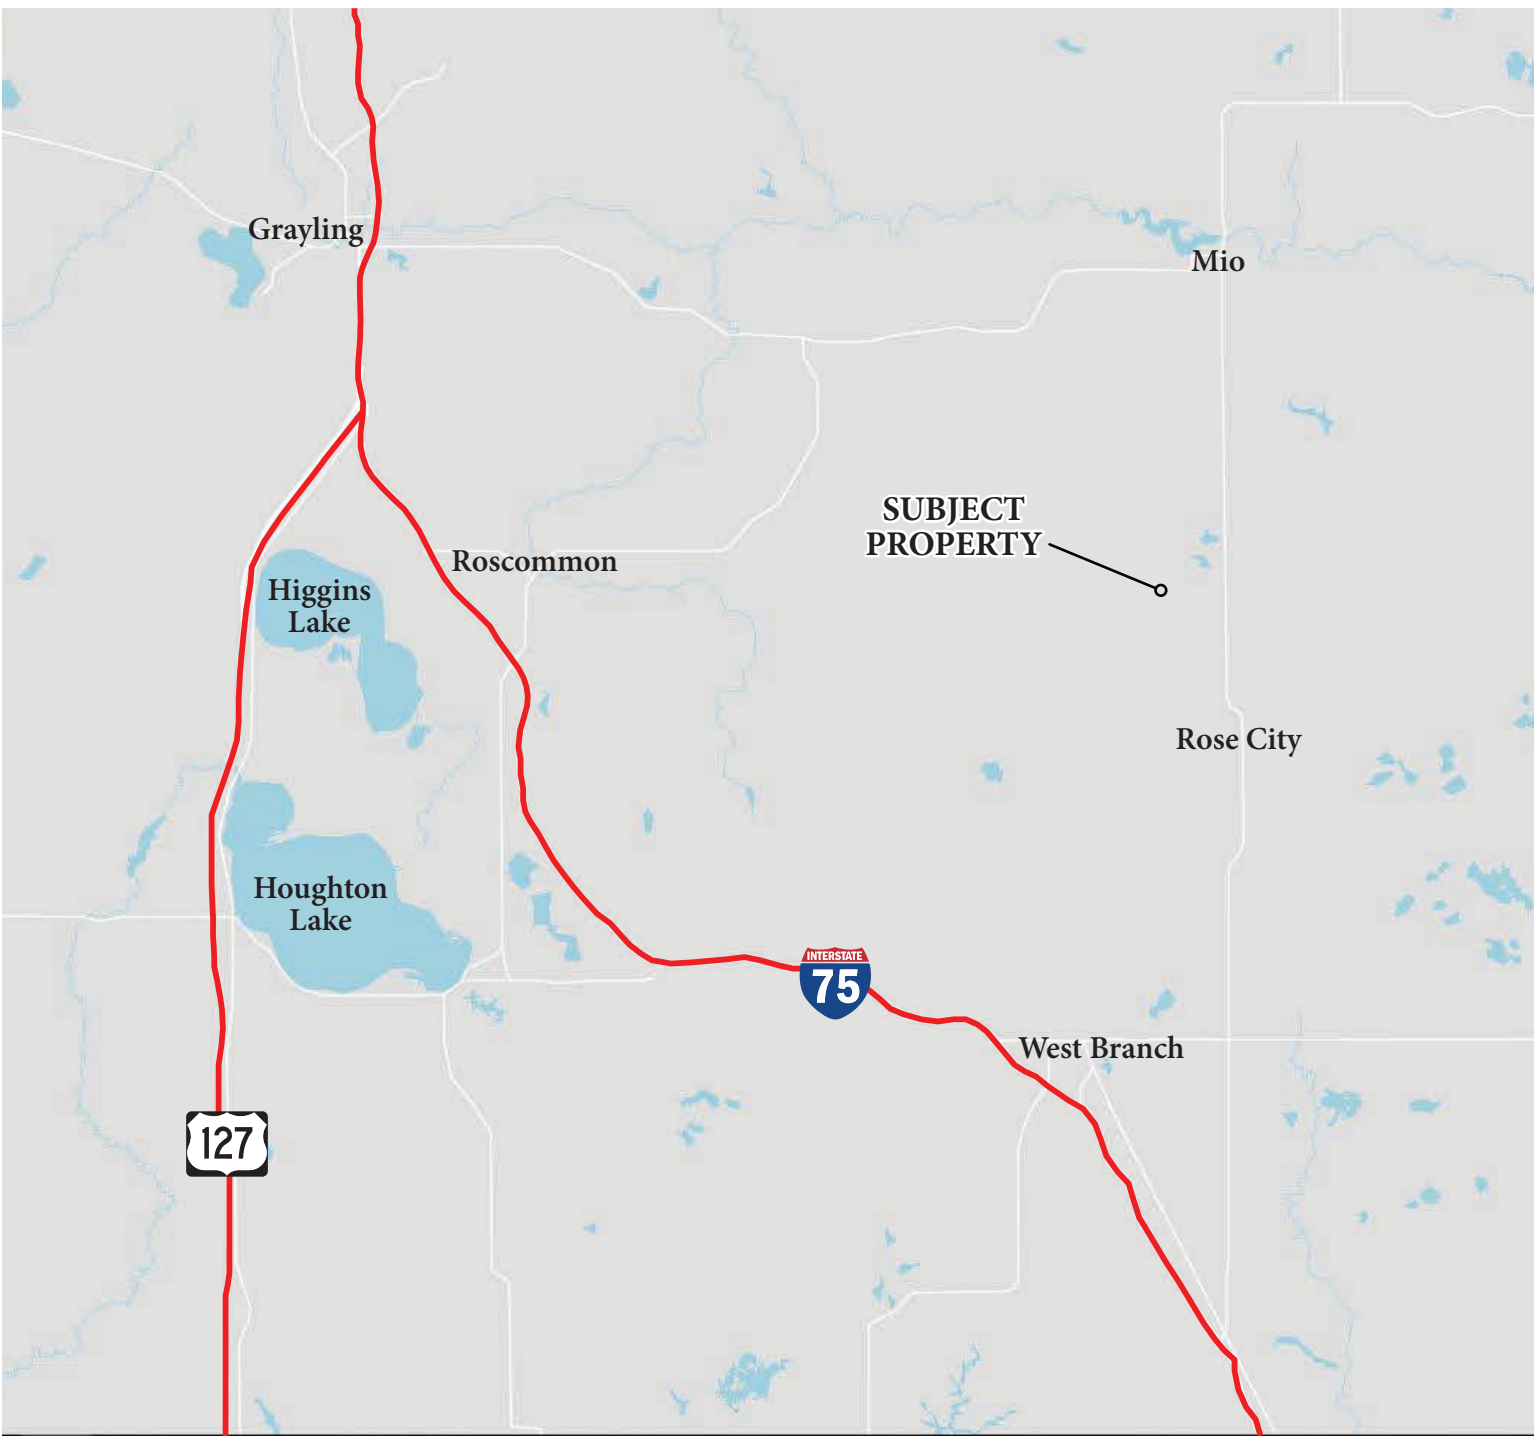 Grayling
Mio
SUBJECT
PROPERTY
Roscommon
Higgins
Lake
Rose City
Houghton
Lake
INTERSTATE
75
West Branch
127